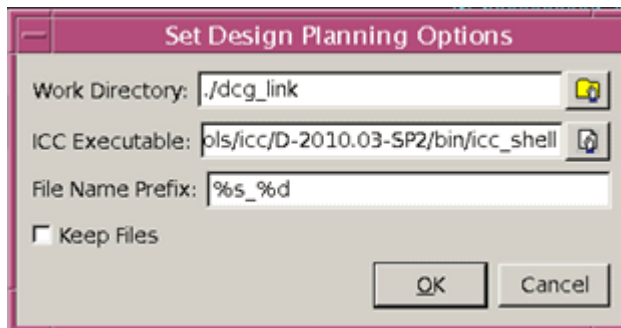 Set Design Planning Options
Work Directory: ./dcg_link
ICC Executable: ols/icc/D-2010.03-SP2/bin/icc_shell
File Name Prefix: %s_%d
Keep Files
OK Cancel